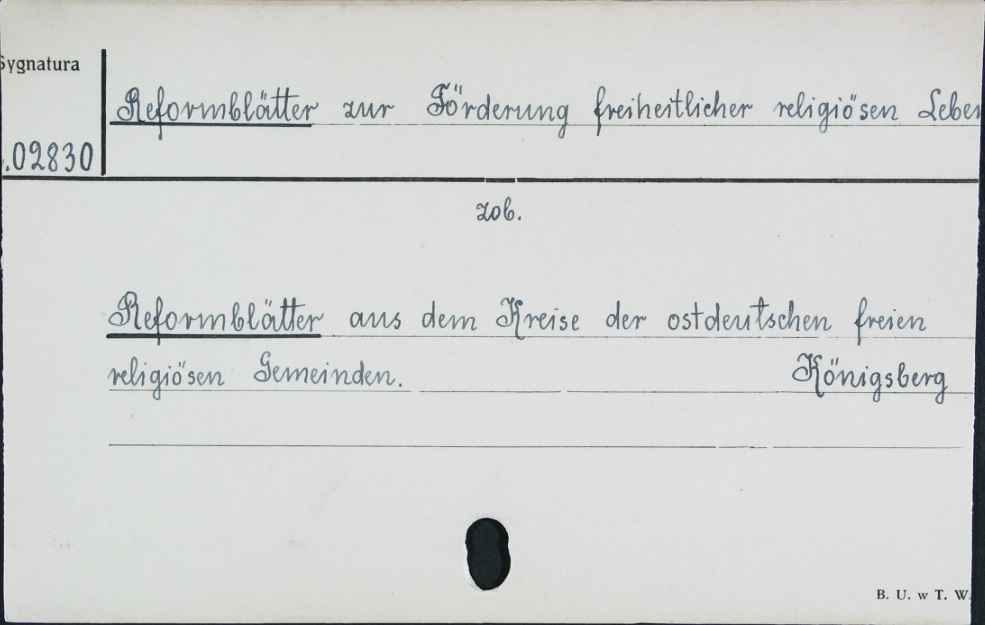 Sygnatura
Reformblätter zur Förderung freiheitlicher religiösen Leben
.02830
zob.
Reformblätter aus dem Kreise der ostdeutschen freien
religiösen Gemeinden. Königsberg
B. U. w T. W.